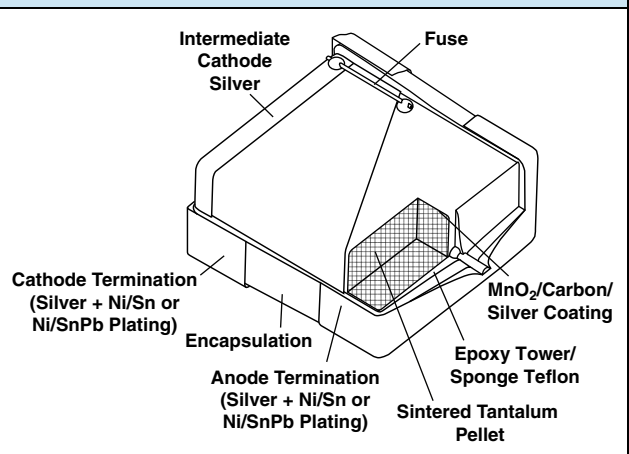 Intermediate
Cathode
Silver
Fuse
Cathode Termination
(Silver + Ni/Sn or
Ni/SnPb Plating)
Encapsulation
Anode Termination
(Silver + Ni/Sn or
Ni/SnPb Plating)
MnO₂/Carbon/
Silver Coating
Epoxy Tower/
Sponge Teflon
Sintered Tantalum
Pellet